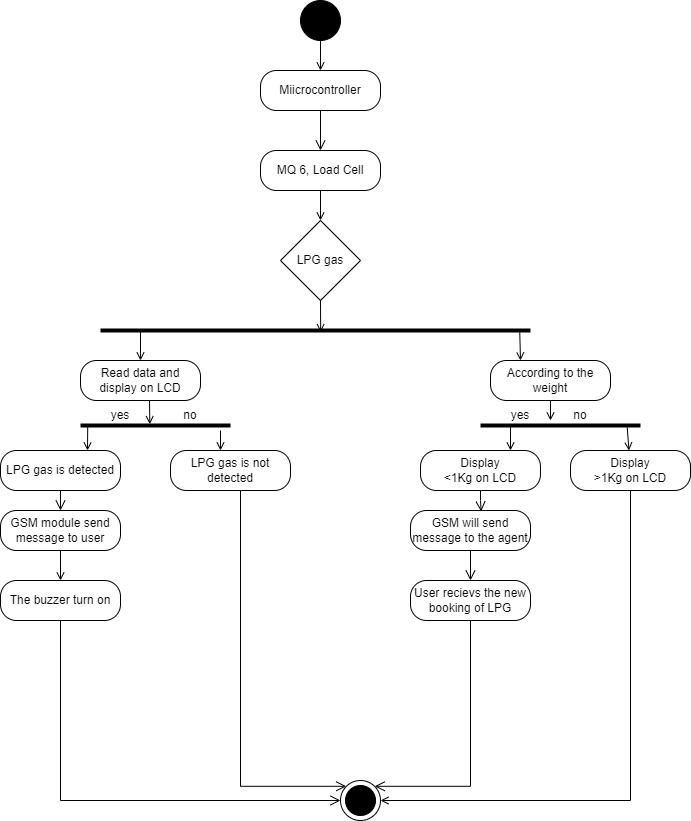 Miicrocontroller
MQ 6, Load Cell
LPG gas
Read data and
display on LCD
According to the
weight
yes
no
yes
no
LPG gas is detected
LPG gas is not
detected
Display
<1Kg on LCD
Display
>1Kg on LCD
GSM module send
message to user
GSM will send
message to the agent
The buzzer turn on
User recievs the new
booking of LPG